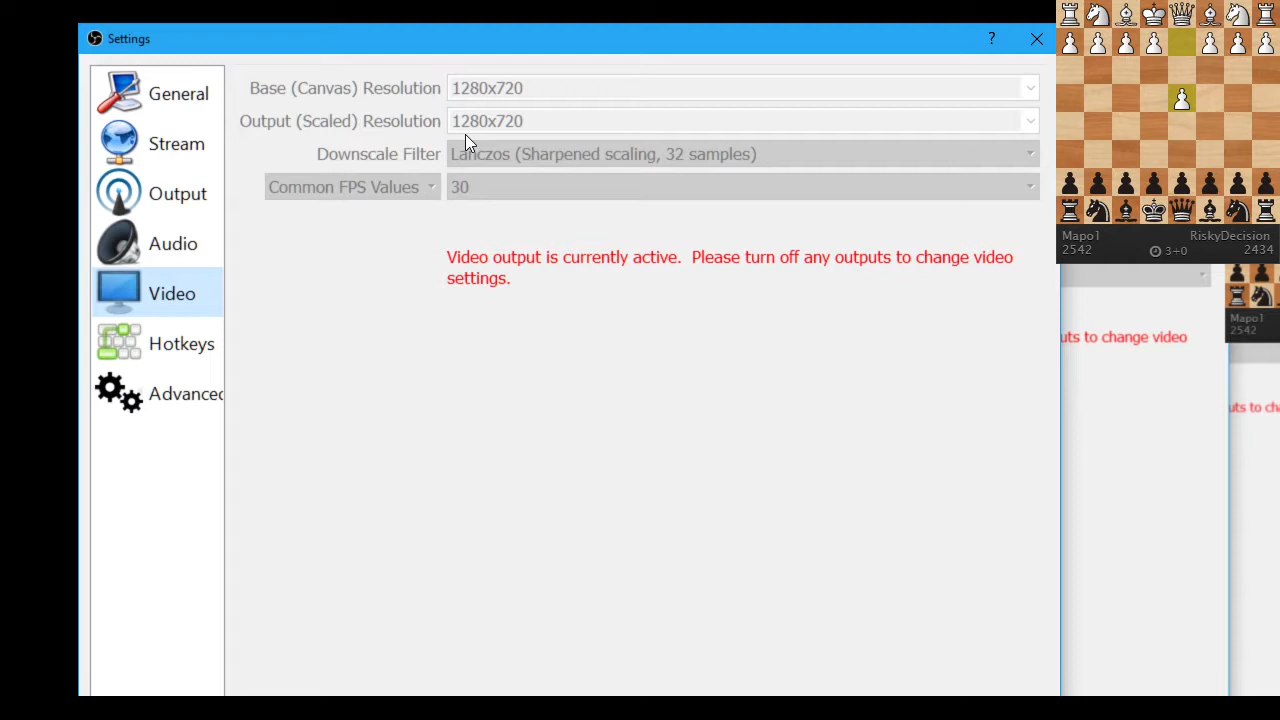 Settings
?
General
Stream
Output
Audio
Video
Hotkeys
Advanced
Base (Canvas) Resolution 1280x720
Output (Scaled) Resolution 1280x720
Downscale Filter Lanczos (Sharpened scaling, 32 samples)
Common FPS Values 30
Video output is currently active. Please turn off any outputs to change video
settings.
Mapo1 RiskyDecision
2542 3+0 2434
Mapo1
2542
uts to change video
uts to ch